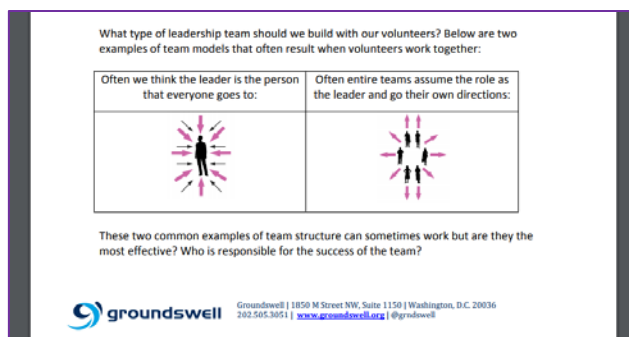 What type of leadership team should we build with our volunteers? Below are two
examples of team models that often result when volunteers work together:
Often we think the leader is the person
that everyone goes to:
Often entire teams assume the role as
the leader and go their own directions:
These two common examples of team structure can sometimes work but are they the
most effective? Who is responsible for the success of the team?
groundswell
Groundswell | 1850 M Street NW, Suite 1150 | Washington, D.C. 20036
202.505.3051 | www.groundswell.org | @grndswell